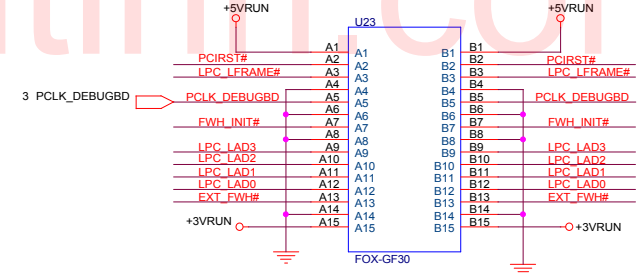 +5VRUN +5VRUN
U23
A1 A1 B1 B1
PCIRST# A2 A2 B2 B2 PCIRST#
LPC_LFRAME# A3 A3 B3 B3 LPC_LFRAME#
A4 A4 B4 B4
3 PCLK_DEBUGBD PCLK_DEBUGBD A5 A5 B5 B5 PCLK_DEBUGBD
A6 A6 B6 B6
FWH_INIT# A7 A7 B7 B7 FWH_INIT#
A8 A8 B8 B8
LPC_LAD3 A9 A9 B9 B9 LPC_LAD3
LPC_LAD2 A10 A10 B10 B10 LPC_LAD2
LPC_LAD1 A11 A11 B11 B11 LPC_LAD1
LPC_LAD0 A12 A12 B12 B12 LPC_LAD0
EXT_FWH# A13 A13 B13 B13 EXT_FWH#
A14 A14 B14 B14
+3VRUN A15 A15 B15 B15 +3VRUN
FOX-GF30